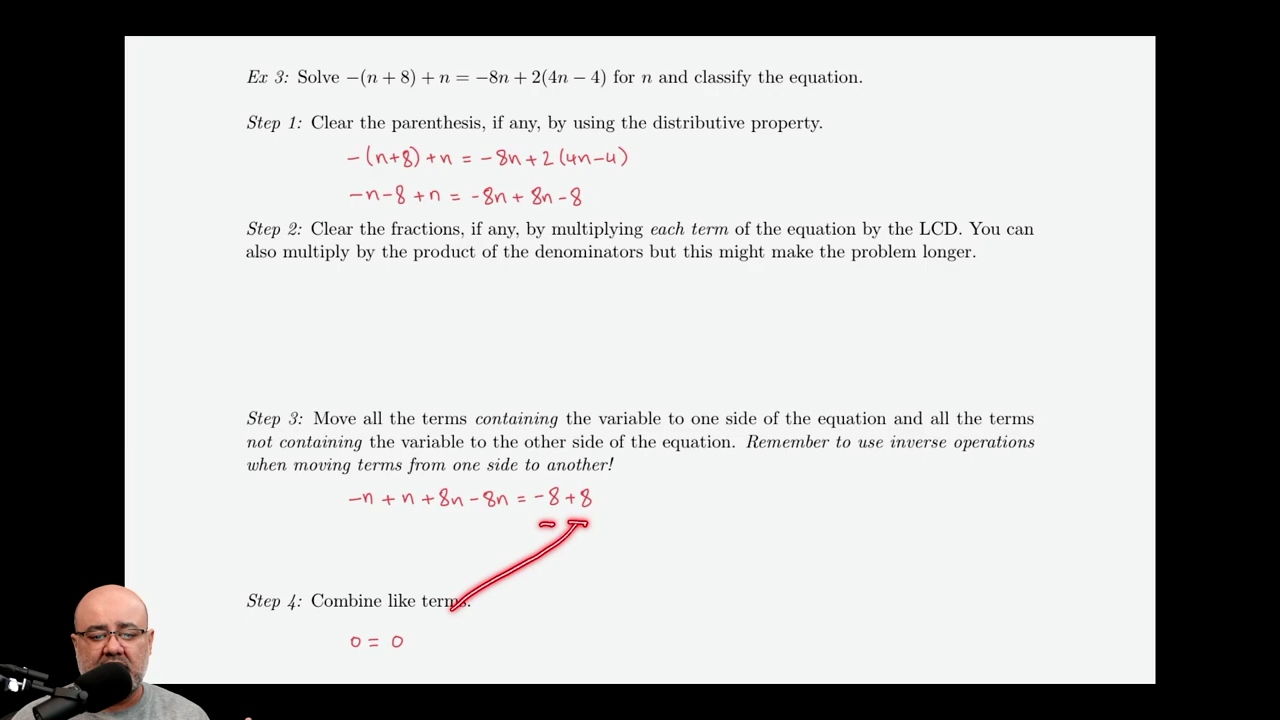 Ex 3: Solve −(n + 8) + n = −8n + 2(4n − 4) for n and classify the equation.
Step 1: Clear the parenthesis, if any, by using the distributive property.
-(n+8)+n = -8n+2(4n-4)
-n-8+n = -8n+8n-8
Step 2: Clear the fractions, if any, by multiplying each term of the equation by the LCD. You can
also multiply by the product of the denominators but this might make the problem longer.
Step 3: Move all the terms containing the variable to one side of the equation and all the terms
not containing the variable to the other side of the equation. Remember to use inverse operations
when moving terms from one side to another!
-n+n+8n-8n = -8+8
Step 4: Combine like terms.
0 = 0